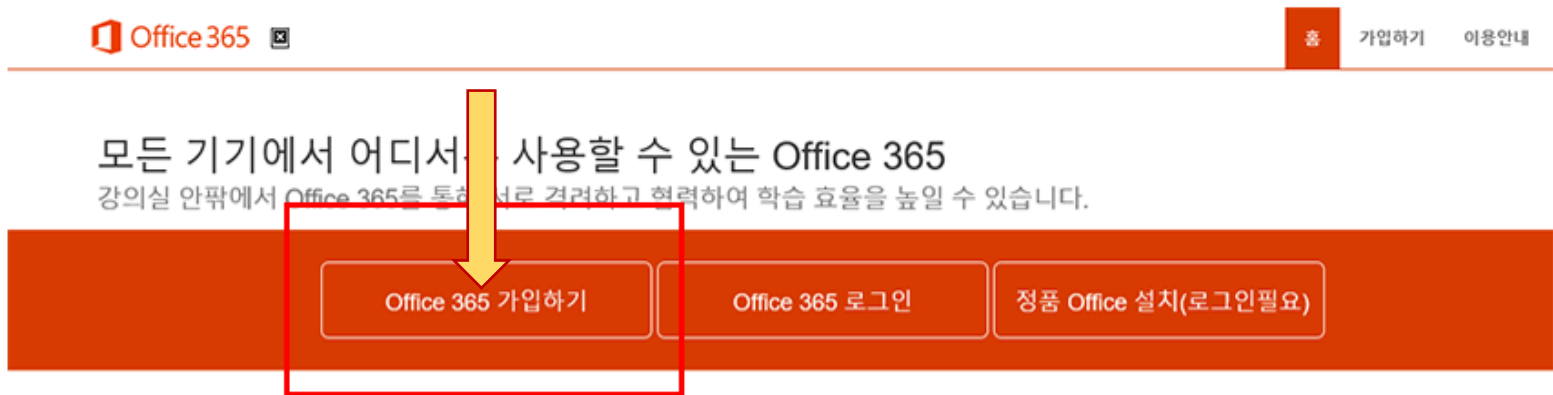 Office 365
홈 가입하기 이용안내
모든 기기에서 사용할 수 있는 Office 365
강의실 안팎에서 Office 365를 서로 격려하고 협력하여 학습 효율을 높일 수 있습니다.
Office 365 가입하기 Office 365 로그인 정품 Office 설치(로그인필요)